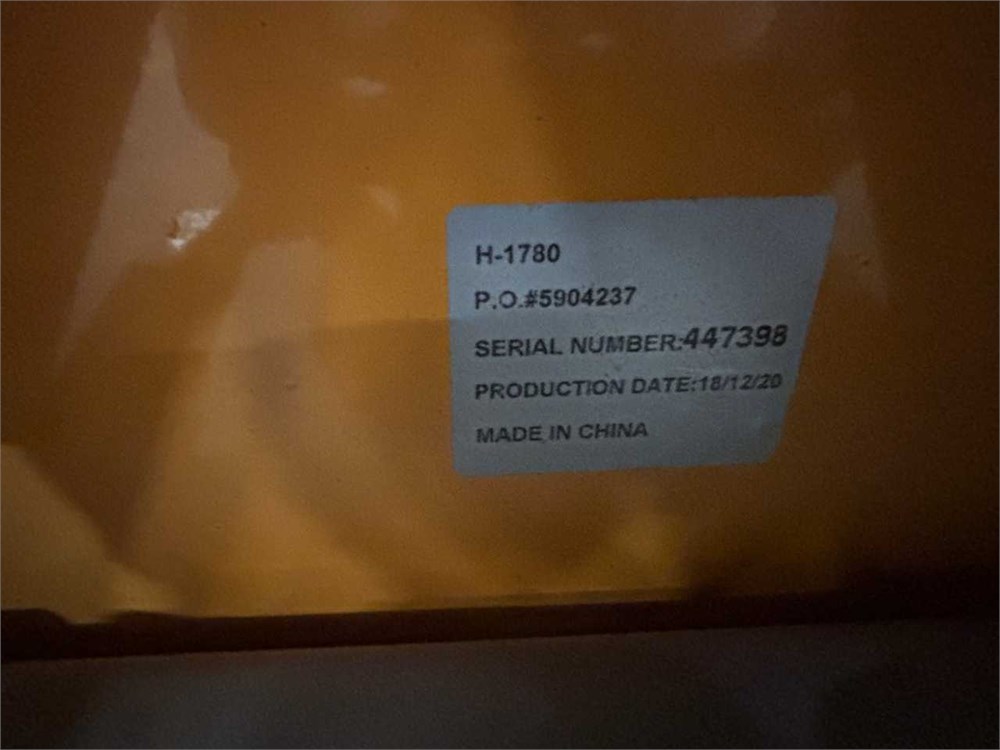 H-1780
P.O.#5904237
SERIAL NUMBER:447398
PRODUCTION DATE:18/12/20
MADE IN CHINA